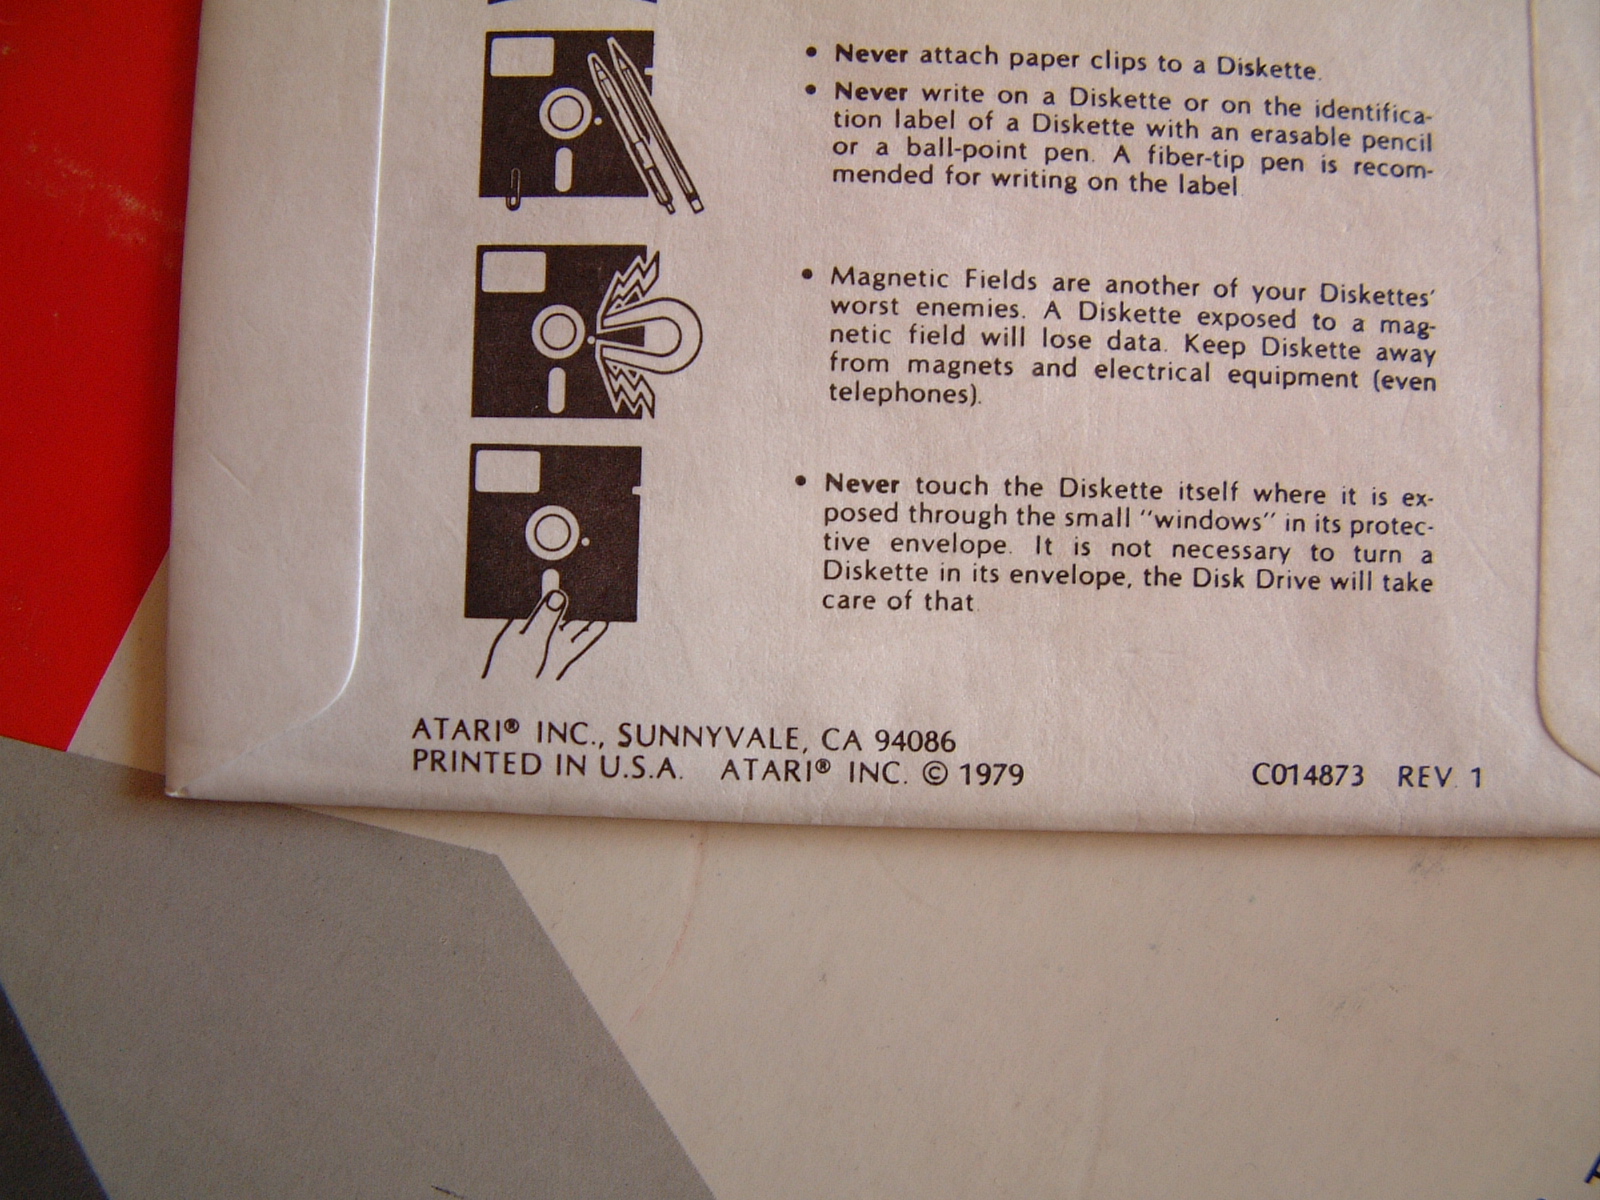 • Never attach paper clips to a Diskette.
• Never write on a Diskette or on the identifica-
tion label of a Diskette with an erasable pencil
or a ball-point pen. A fiber-tip pen is recom-
mended for writing on the label.
• Magnetic Fields are another of your Diskettes'
worst enemies. A Diskette exposed to a mag-
netic field will lose data. Keep Diskette away
from magnets and electrical equipment (even
telephones).
• Never touch the Diskette itself where it is ex-
posed through the small "windows" in its protec-
tive envelope. It is not necessary to turn a
Diskette in its envelope, the Disk Drive will take
care of that.
ATARI® INC., SUNNYVALE, CA 94086
PRINTED IN U.S.A. ATARI® INC. © 1979
C014873 REV. 1